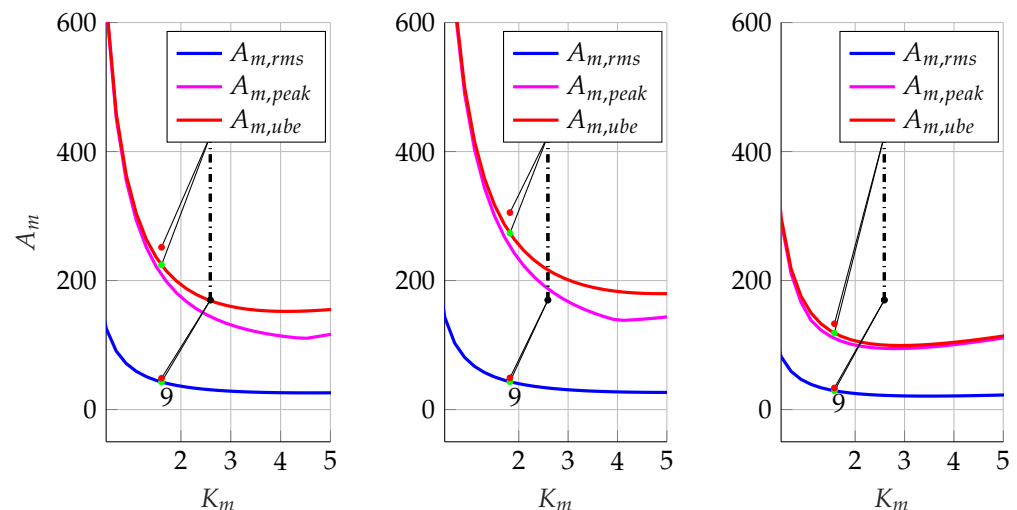 600
400
200
0
A_m
A_{m,rms}
A_{m,peak}
A_{m,ube}
9
2 3 4 5
K_m
600
400
200
0
A_{m,rms}
A_{m,peak}
A_{m,ube}
9
2 3 4 5
K_m
600
400
200
0
A_{m,rms}
A_{m,peak}
A_{m,ube}
9
2 3 4 5
K_m